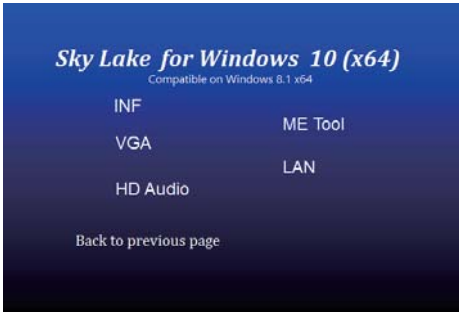 Sky Lake for Windows 10 (x64)
Compatible on Windows 8.1 x64
INF
VGA
HD Audio
ME Tool
LAN
Back to previous page